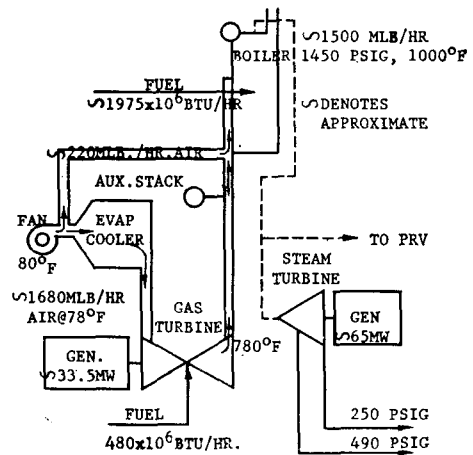 ∽1500 MLB/HR
BOILER 1450 PSIG, 1000°F
FUEL
∽1975x10⁶BTU/HR
∽DENOTES
APPROXIMATE
∽220MLB./HR.AIR
AUX.STACK
FAN
EVAP
COOLER
80°F
TO PRV
STEAM
TURBINE
∽1680MLB/HR
AIR@78°F
GAS
TURBINE
GEN
∽65MW
780°F
GEN.
∽33.5MW
FUEL
480x10⁶BTU/HR.
250 PSIG
490 PSIG